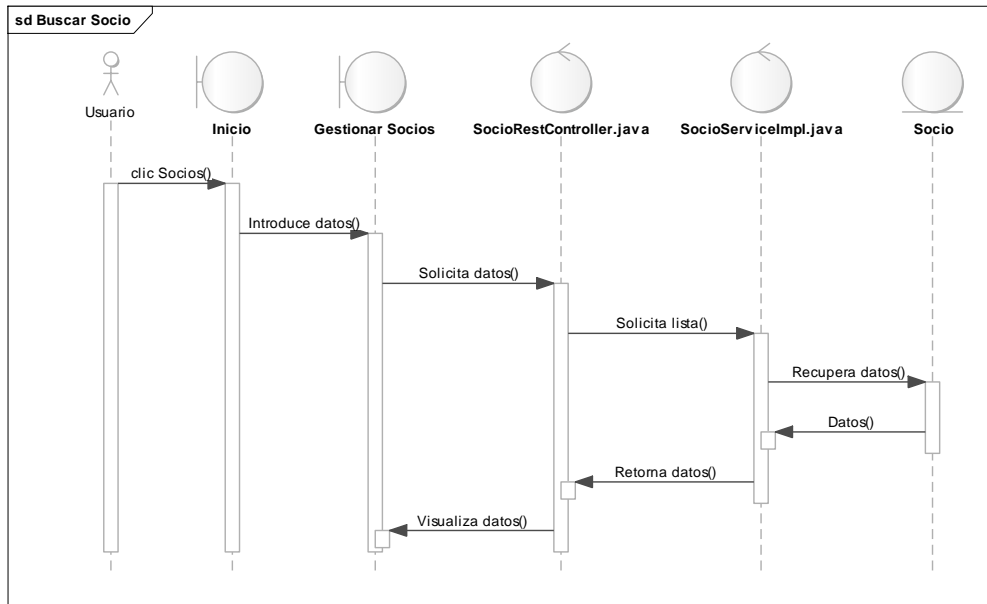 sd Buscar Socio
Usuario
Inicio
Gestionar Socios
SocioRestController.java
SocioServiceImpl.java
Socio
clic Socios()
Introduce datos()
Solicita datos()
Solicita lista()
Recupera datos()
Datos()
Retorna datos()
Visualiza datos()